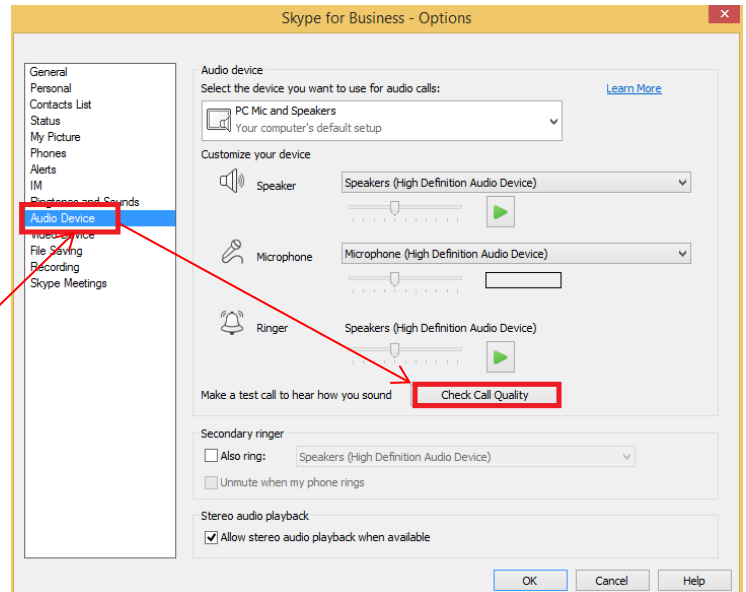 Skype for Business - Options
General
Personal
Contacts List
Status
My Picture
Phones
Alerts
IM
Ringtones and Sounds
Audio Device
Video Device
File Saving
Recording
Skype Meetings
Audio device
Select the device you want to use for audio calls:
Learn More
PC Mic and Speakers
Your computer's default setup
Customize your device
Speaker
Speakers (High Definition Audio Device)
Microphone
Microphone (High Definition Audio Device)
Ringer
Speakers (High Definition Audio Device)
Make a test call to hear how you sound
Check Call Quality
Secondary ringer
Also ring:
Speakers (High Definition Audio Device)
Unmute when my phone rings
Stereo audio playback
Allow stereo audio playback when available
OK
Cancel
Help